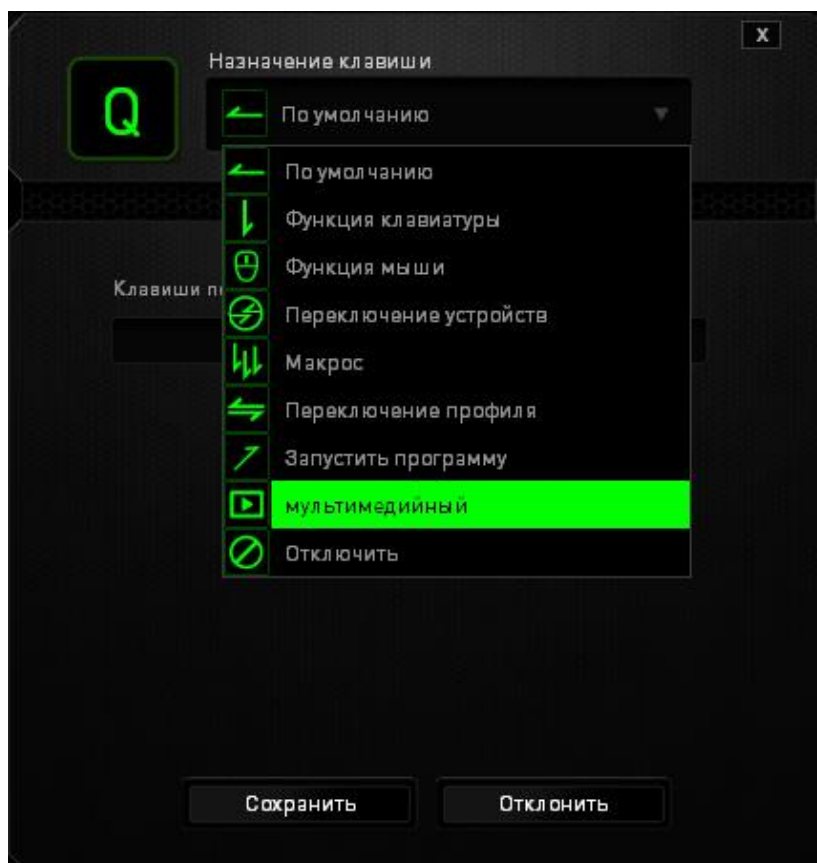 X
Назначение клавиши
Q
По умолчанию
По умолчанию
Функция клавиатуры
Функция мыши
Клавиши
Переключение устройств
Макрос
Переключение профиля
Запустить программу
мультимедийный
Отключить
Сохранить
Отклонить